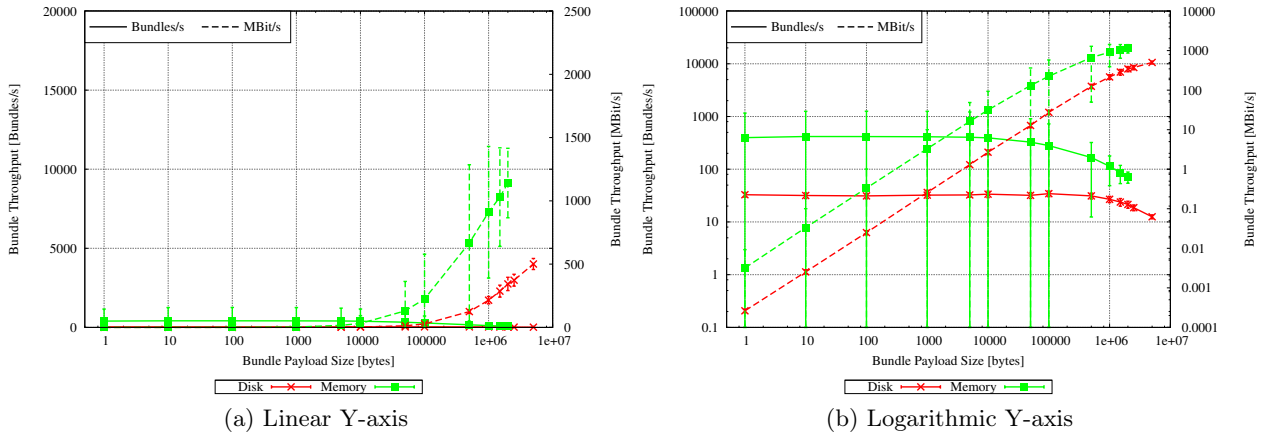 Bundles/s MBit/s
20000
15000
10000
5000
0
2500
2000
1500
1000
500
0
Bundle Throughput [Bundles/s]
Bundle Throughput [MBit/s]
1 10 100 1000 10000 100000 1e+06 1e+07
Bundle Payload Size [bytes]
Disk Memory
(a) Linear Y-axis
Bundles/s MBit/s
100000
10000
1000
100
10
1
0.1
10000
1000
100
10
1
0.1
0.01
0.001
0.0001
Bundle Throughput [Bundles/s]
Bundle Throughput [MBit/s]
1 10 100 1000 10000 100000 1e+06 1e+07
Bundle Payload Size [bytes]
Disk Memory
(b) Logarithmic Y-axis